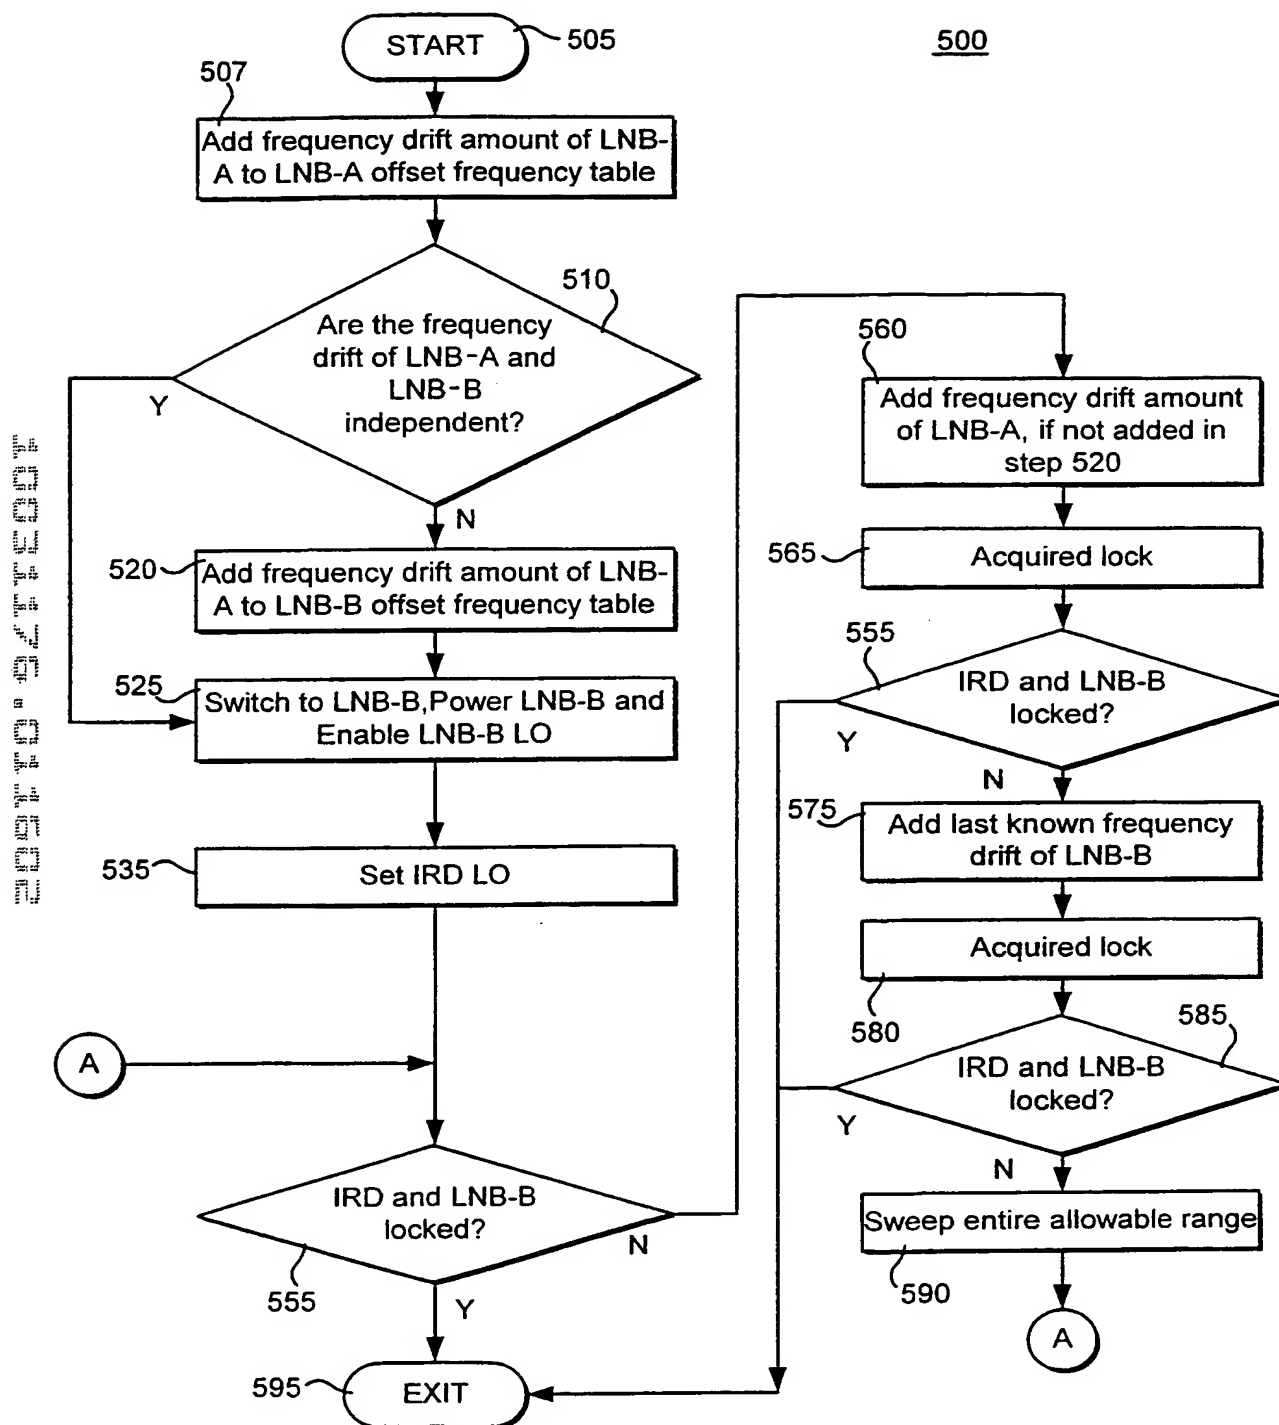 START
505
500
507
Add frequency drift amount of LNB-
A to LNB-A offset frequency table
510
Are the frequency
drift of LNB-A and
LNB-B
independent?
Y
N
520
Add frequency drift amount of LNB-
A to LNB-B offset frequency table
525
Switch to LNB-B,Power LNB-B and
Enable LNB-B LO
535
Set IRD LO
A
IRD and LNB-B
locked?
N
555
Y
595
EXIT
560
Add frequency drift amount
of LNB-A, if not added in
step 520
565
Acquired lock
555
IRD and LNB-B
locked?
Y
N
575
Add last known frequency
drift of LNB-B
Acquired lock
580
585
IRD and LNB-B
locked?
Y
N
Sweep entire allowable range
590
A
10031176.011602